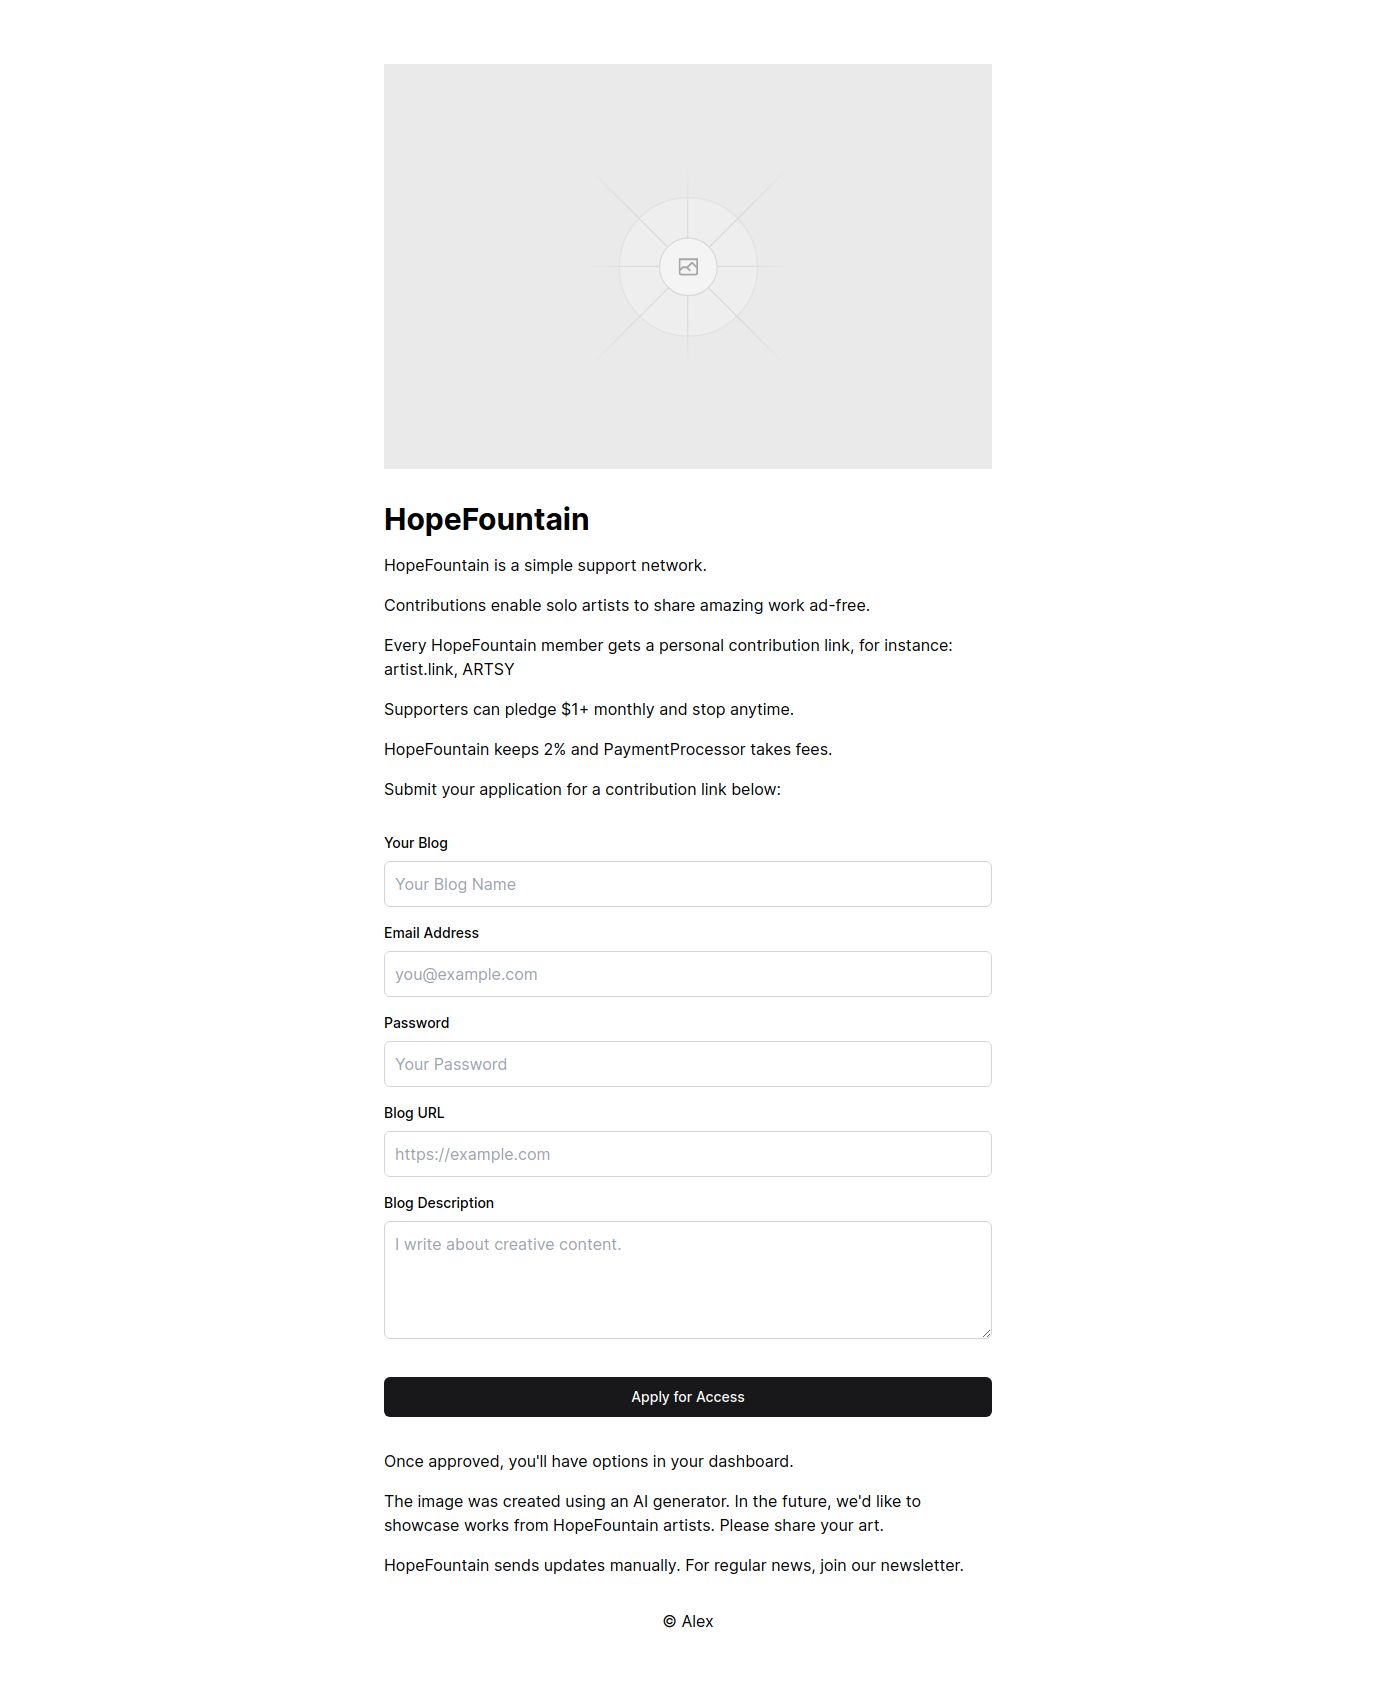 HopeFountain
HopeFountain is a simple support network.
Contributions enable solo artists to share amazing work ad-free.
Every HopeFountain member gets a personal contribution link, for instance:
artist.link, ARTSY
Supporters can pledge $1+ monthly and stop anytime.
HopeFountain keeps 2% and PaymentProcessor takes fees.
Submit your application for a contribution link below:
Your Blog
Your Blog Name
Email Address
you@example.com
Password
Your Password
Blog URL
https://example.com
Blog Description
I write about creative content.
Apply for Access
Once approved, you'll have options in your dashboard.
The image was created using an AI generator. In the future, we'd like to
showcase works from HopeFountain artists. Please share your art.
HopeFountain sends updates manually. For regular news, join our newsletter.
© Alex